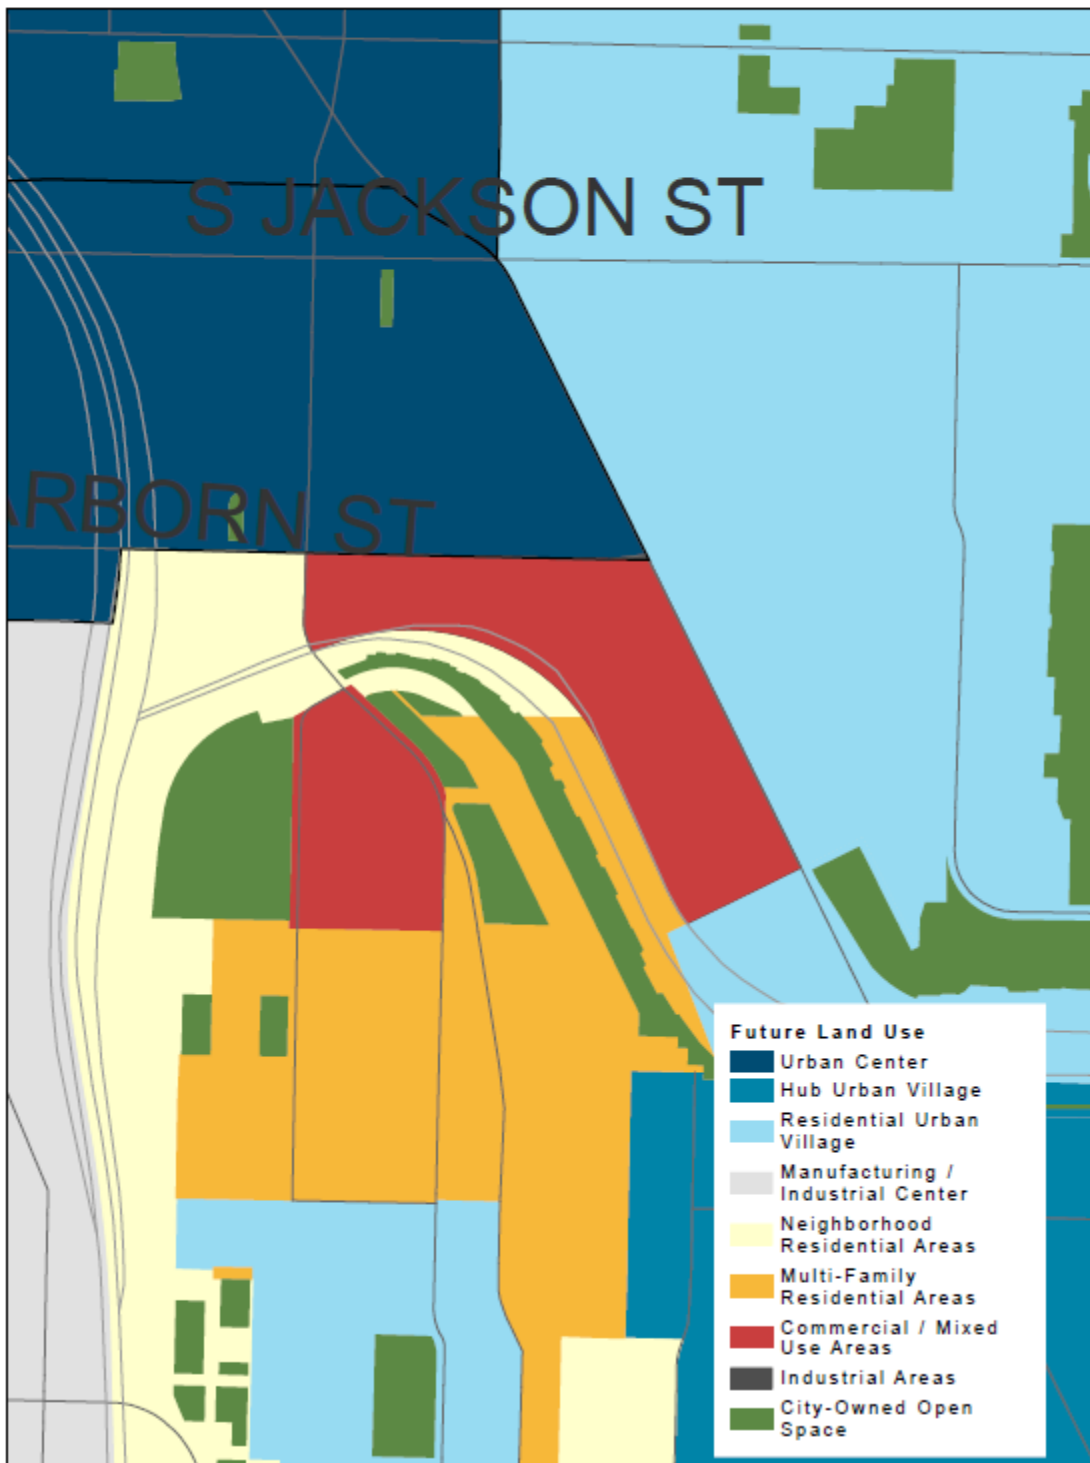 S JACKSON ST
ARBORN ST
Future Land Use
Urban Center
Hub Urban Village
Residential Urban
Village
Manufacturing /
Industrial Center
Neighborhood
Residential Areas
Multi-Family
Residential Areas
Commercial / Mixed
Use Areas
Industrial Areas
City-Owned Open
Space